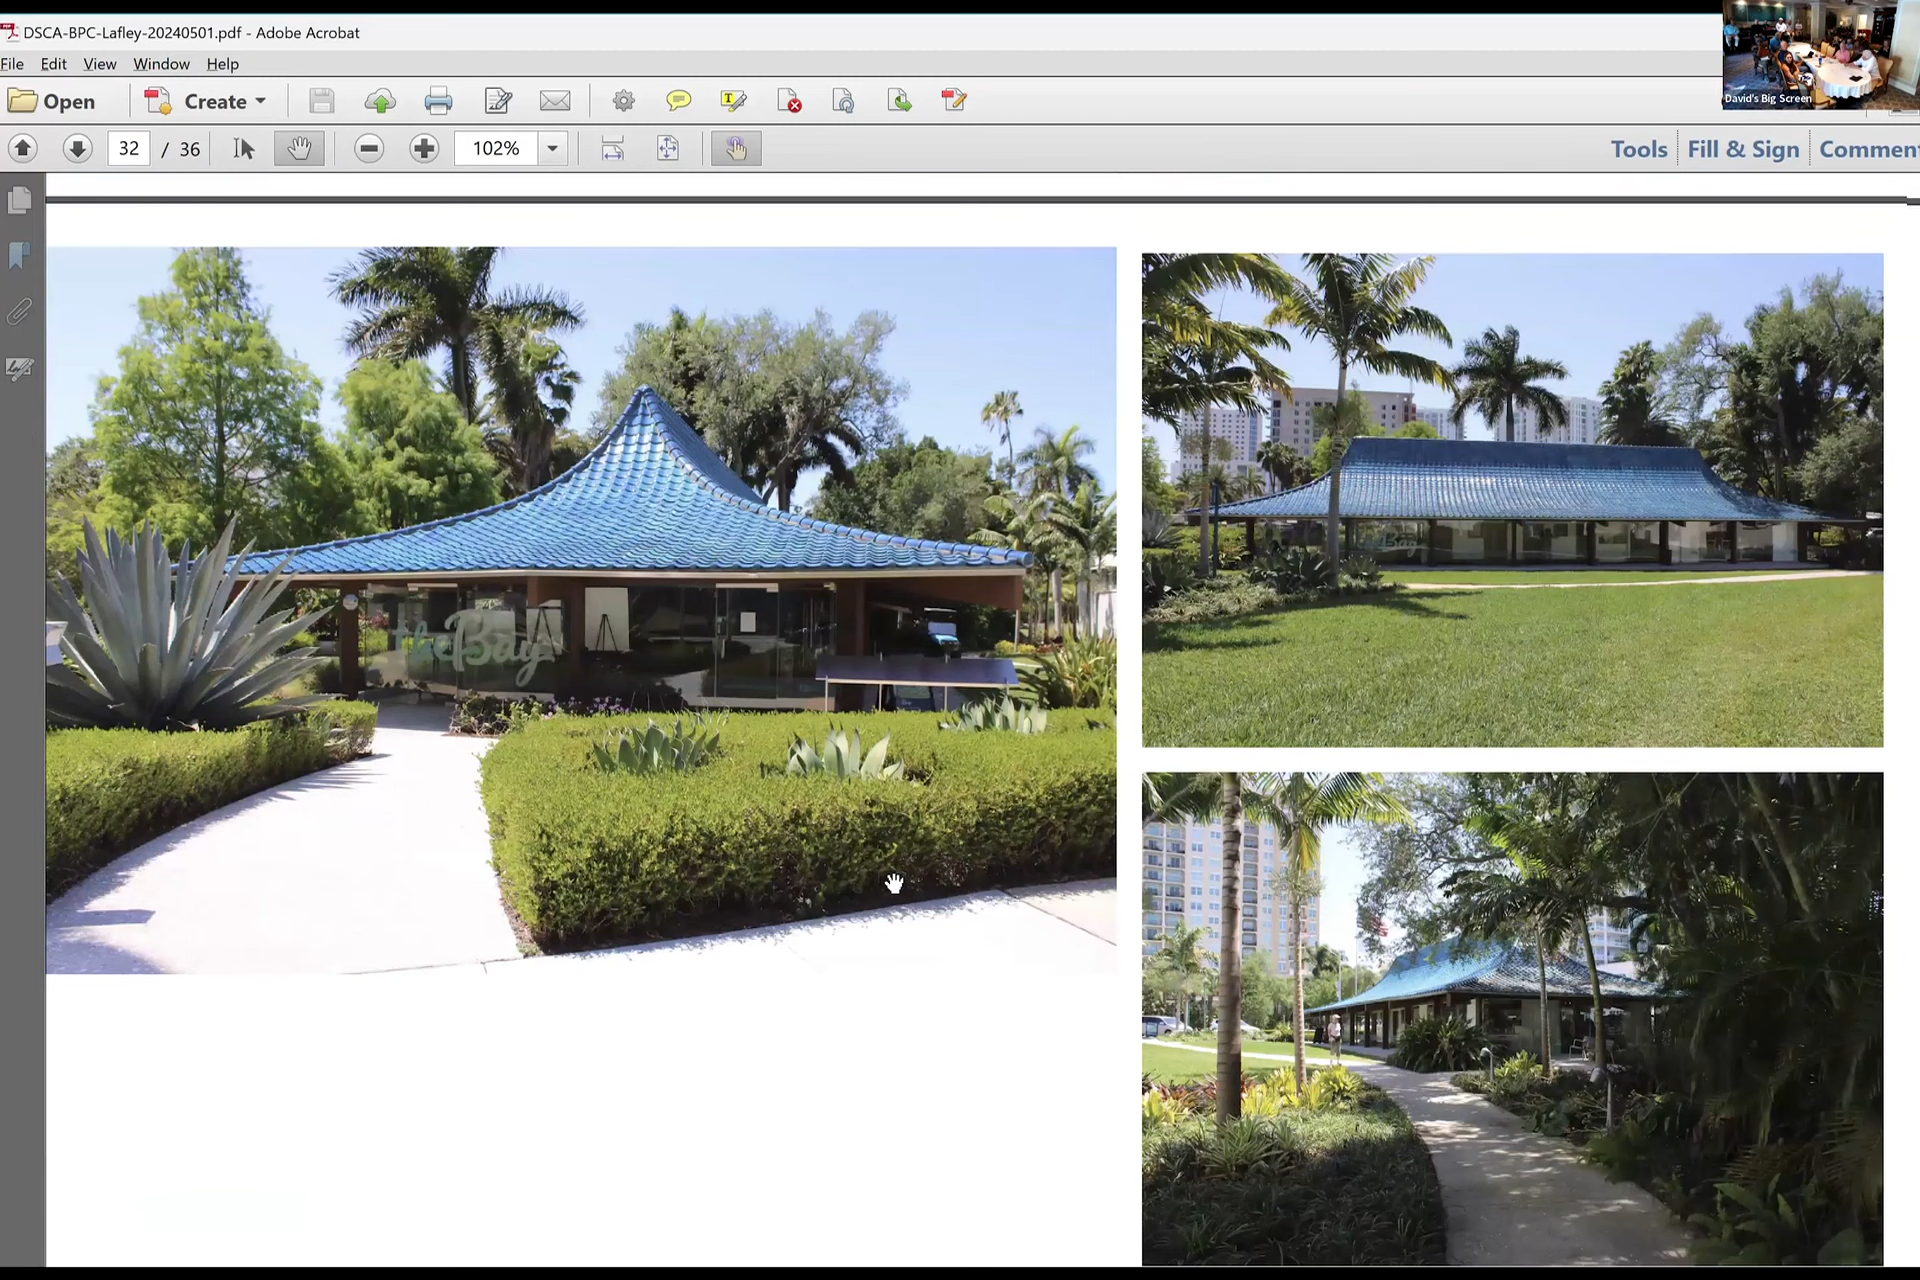 DSCA-BPC-Lafley-20240501.pdf - Adobe Acrobat
File Edit View Window Help
Open Create
32 / 36 102% Tools Fill & Sign Comment
David's Big Screen
the Bay